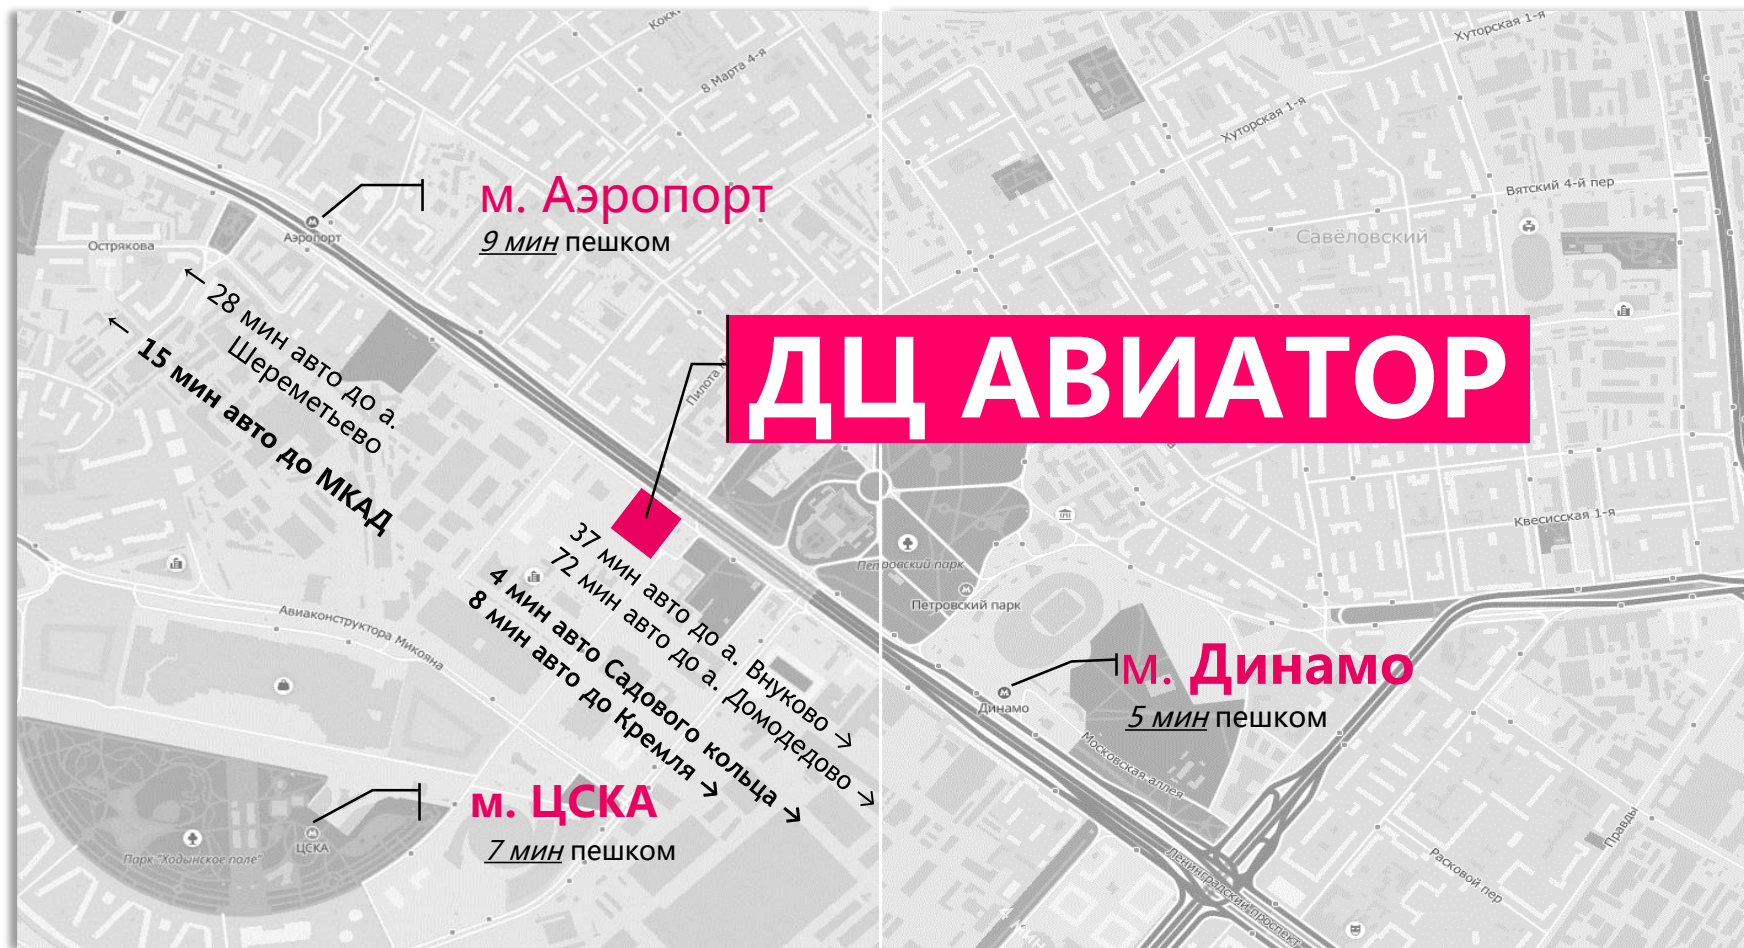 Кокк
8 Марта 4-я
Хуторская 1-я
Хуторская 1-я
Вятский 4-й пер
Савёловский
м. Аэропорт
9 мин пешком
Аэропорт
Острякова
← 28 мин авто до а.
Шереметьево
← 15 мин авто до МКАД
ДЦ АВИАТОР
Пилота
37 мин авто до а. Внуково →
72 мин авто до а. Домодедово →
4 мин авто Садового кольца →
8 мин авто до Кремля →
Квесисская 1-я
Петровский парк
Петровский парк
Авиаконструктора Микояна
м. Динамо
5 мин пешком
Динамо
Московская аллея
м. ЦСКА
7 мин пешком
ЦСКА
Парк "Ходынское поле"
Ленинградский проспект
Расковой пер
Правды